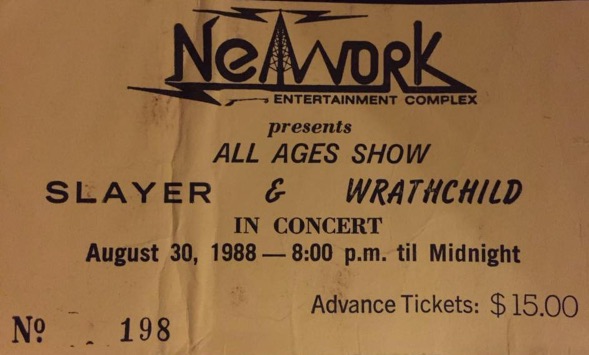 NeTWORK
ENTERTAINMENT COMPLEX
presents
ALL AGES SHOW
SLAYER & WRATHCHILD
IN CONCERT
August 30, 1988 — 8:00 p.m. til Midnight
Advance Tickets: $15.00
Nº 198